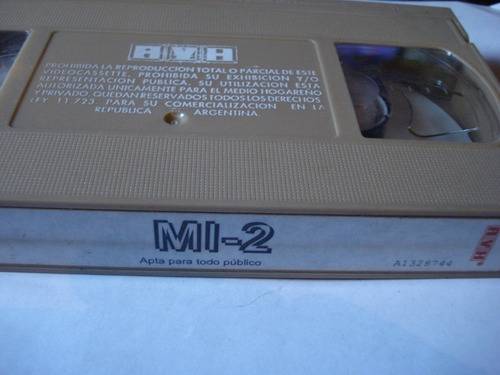 AVH
PROHIBIDA LA REPRODUCCION TOTAL O PARCIAL DE ESTE
VIDEOCASSETTE, PROHIBIDA SU EXHIBICION Y/O
REPRESENTACION PUBLICA. SU UTILIZACION ESTA
AUTORIZADA UNICAMENTE PARA EL MEDIO HOGAREÑO
Y PRIVADO. QUEDAN RESERVADOS TODOS LOS DERECHOS
LEY 11.723 PARA SU COMERCIALIZACION EN LA
REPUBLICA ARGENTINA.
MI-2
Apta para todo público
AVH
A1328744